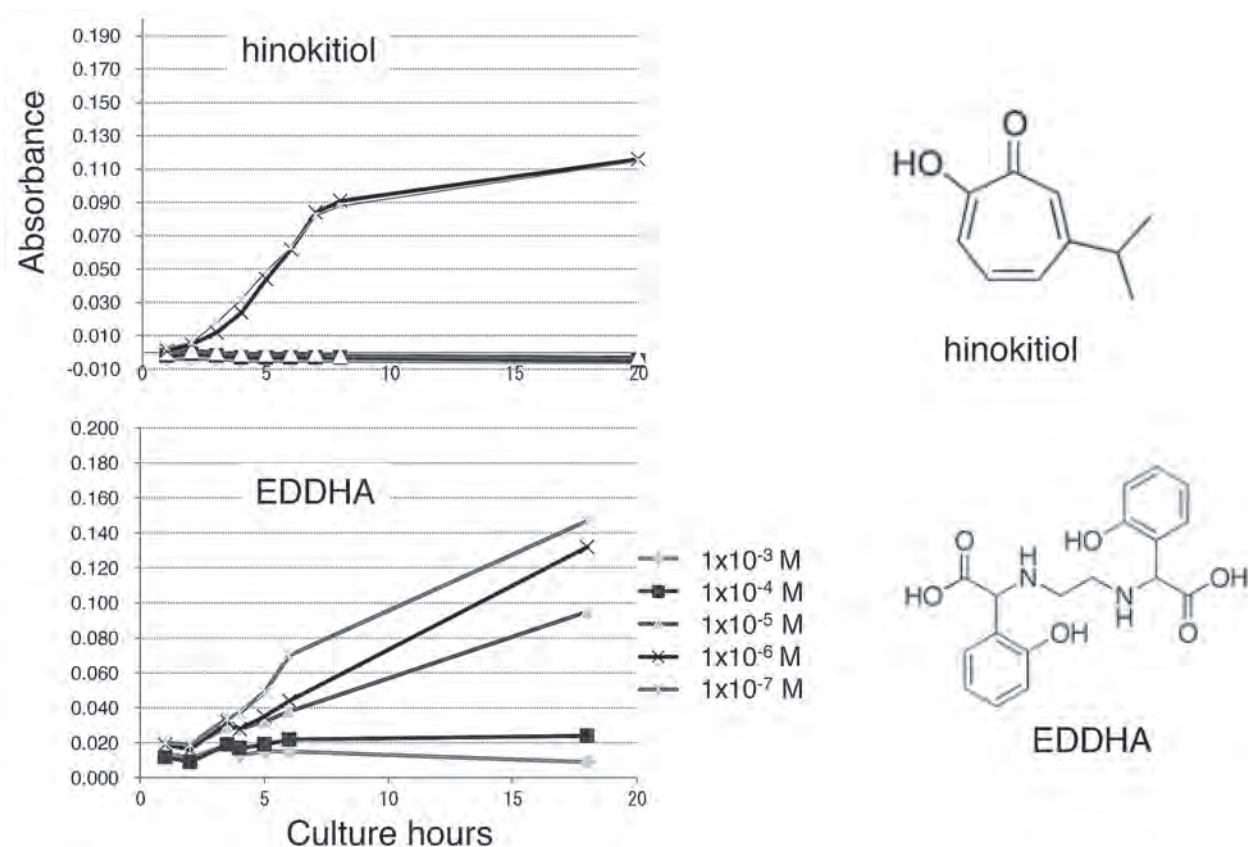 hinokitiol
Absorbance
0.190
0.170
0.150
0.130
0.110
0.090
0.070
0.050
0.030
0.010
-0.010
0 5 10 15 20
O
HO
hinokitiol
EDDHA
0.200
0.180
0.160
0.140
0.120
0.100
0.080
0.060
0.040
0.020
0.000
0 5 10 15 20
Culture hours
1x10⁻³ M
1x10⁻⁴ M
1x10⁻⁵ M
1x10⁻⁶ M
1x10⁻⁷ M
HO
O
H
N
HO
OH
N
H
OH
O
EDDHA